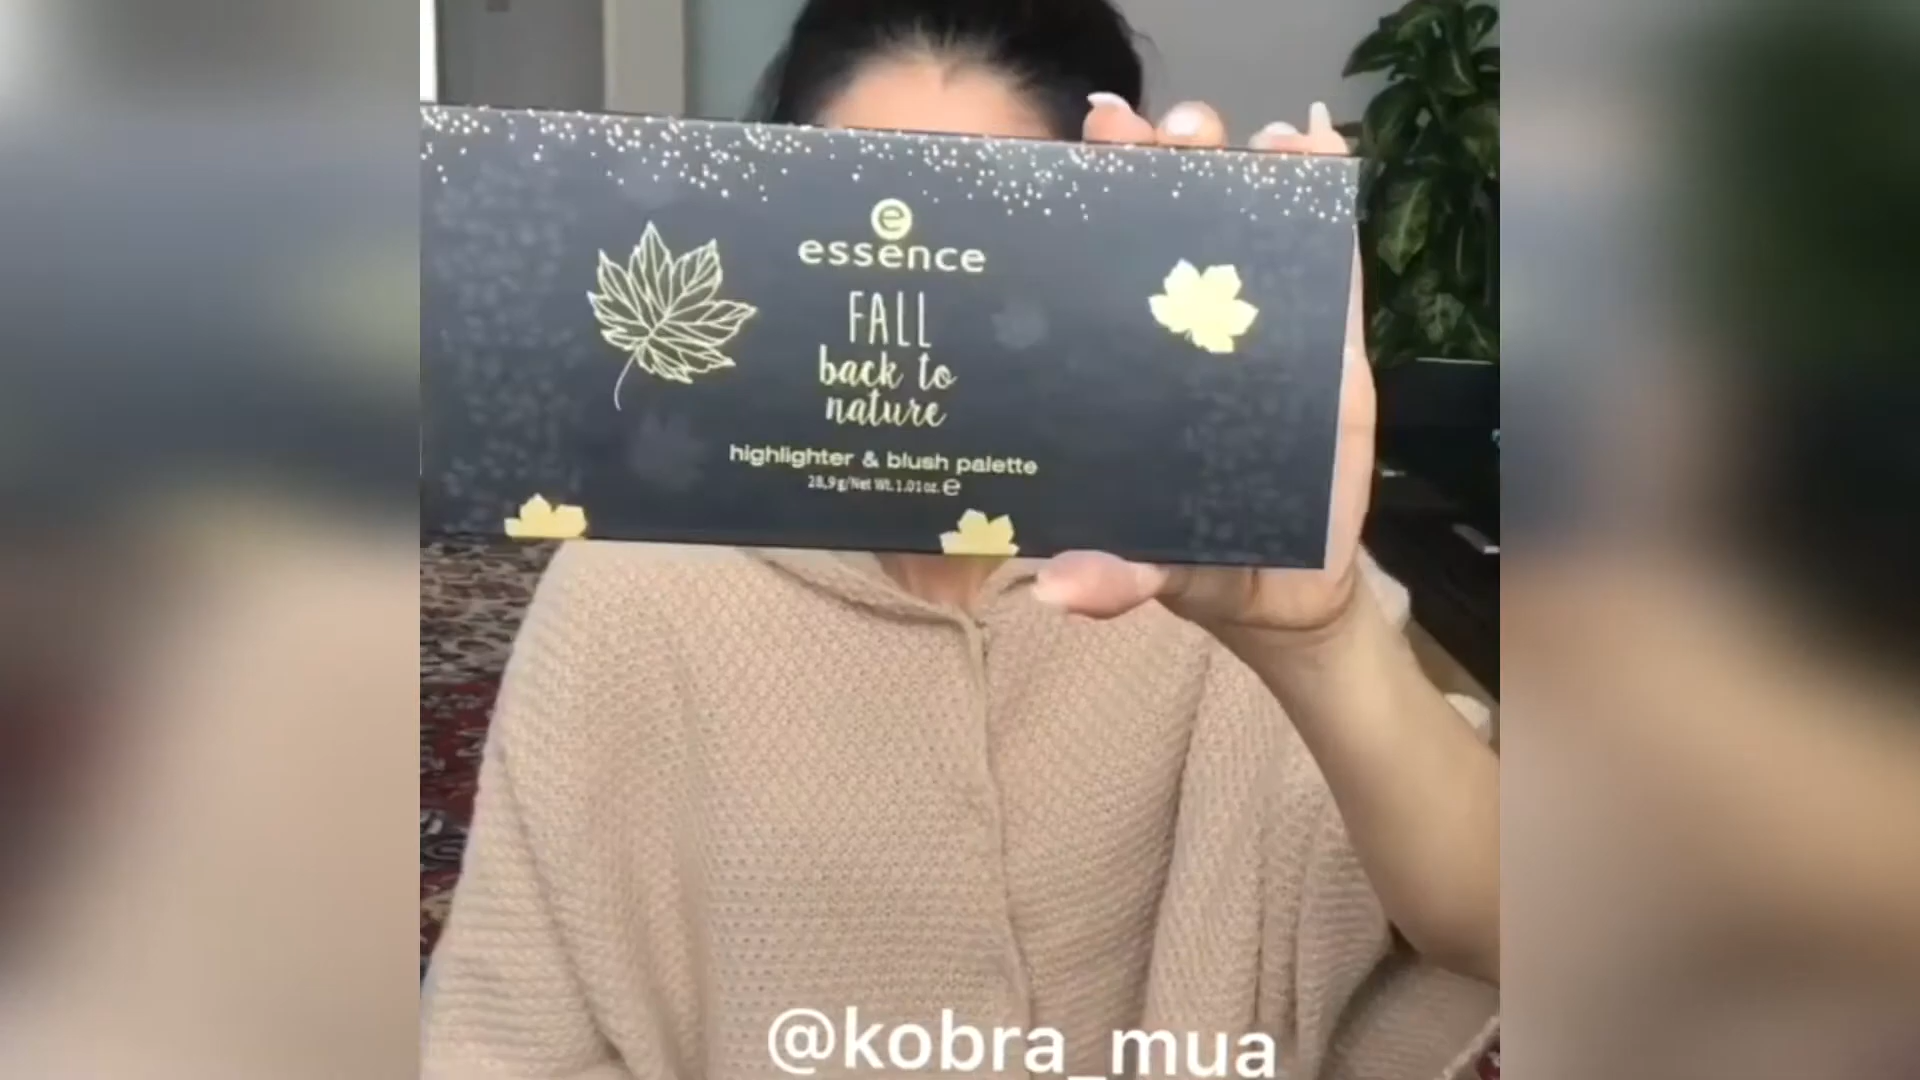 e
essence
FALL
back to
nature
highlighter & blush palette
28,9 g/Net Wt. 1.01 oz. ℮
@kobra_mua